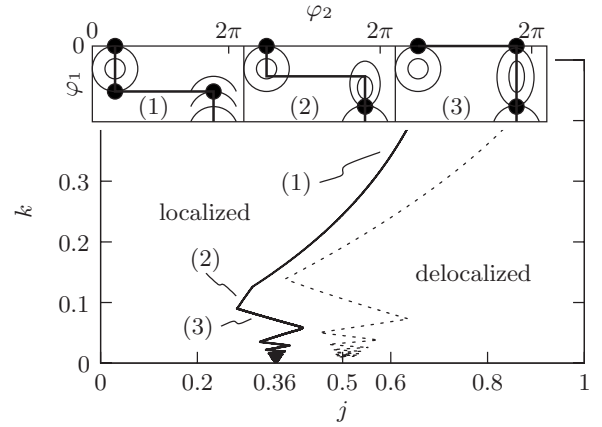 φ₂
0 2π 2π 2π
0
φ₁
(1) (2) (3)
0.3
(1)
k
localized
0.2
(2)
delocalized
0.1
(3)
0
0 0.2 0.36 0.5 0.6 0.8 1
j